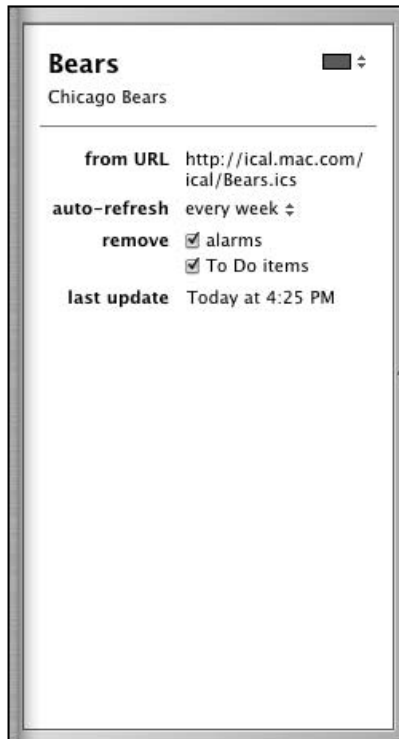 Bears
Chicago Bears
from URL http://ical.mac.com/
ical/Bears.ics
auto-refresh every week
remove alarms
To Do items
last update Today at 4:25 PM